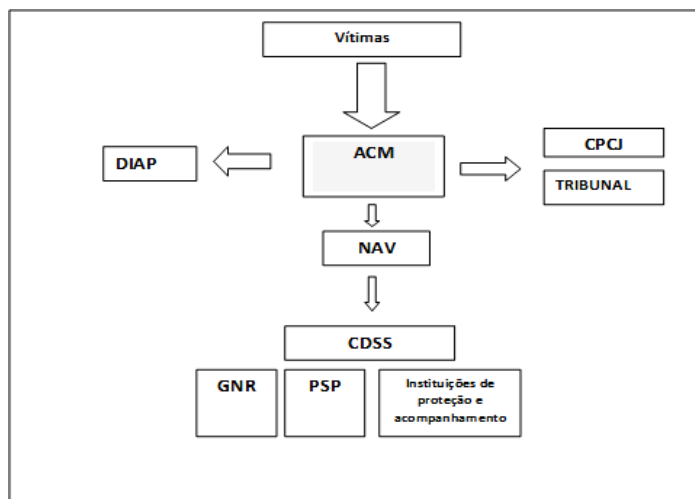 Vítimas
ACM
DIAP
CPCJ
TRIBUNAL
NAV
CDSS
GNR
PSP
Instituições de
proteção e
acompanhamento